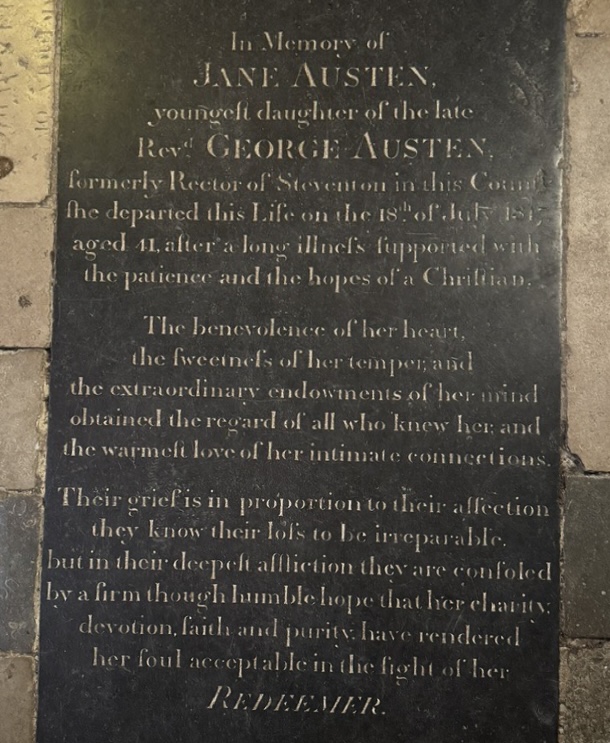 In Memory of
JANE AUSTEN,
youngeſt daughter of the late
Revᵈ. GEORGE AUSTEN,
formerly Rector of Steventon in this County
ſhe departed this Life on the 18ᵗʰ of July 1817,
aged 41, after a long illneſs ſupported with
the patience and the hopes of a Chriſtian.
The benevolence of her heart,
the ſweetneſs of her temper, and
the extraordinary endowments of her mind
obtained the regard of all who knew her, and
the warmeſt love of her intimate connections.
Their grief is in proportion to their affection
they know their loſs to be irreparable,
but in their deepeſt affliction they are conſoled
by a firm though humble hope that her charity,
devotion, faith and purity, have rendered
her ſoul acceptable in the ſight of her
REDEEMER.